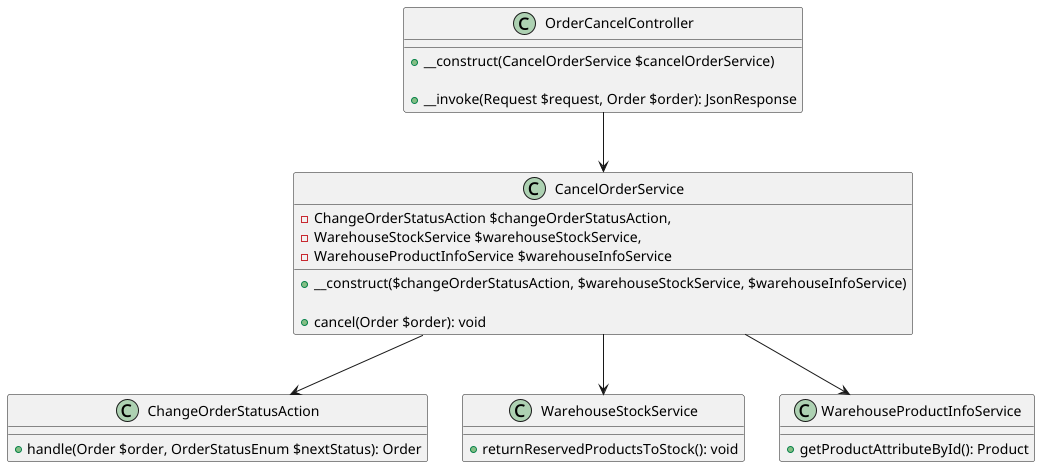 C OrderCancelController
__construct(CancelOrderService $cancelOrderService)
__invoke(Request $request, Order $order): JsonResponse
C CancelOrderService
ChangeOrderStatusAction $changeOrderStatusAction,
WarehouseStockService $warehouseStockService,
WarehouseProductInfoService $warehouseInfoService
__construct($changeOrderStatusAction, $warehouseStockService, $warehouseInfoService)
cancel(Order $order): void
C ChangeOrderStatusAction
handle(Order $order, OrderStatusEnum $nextStatus): Order
C WarehouseStockService
returnReservedProductsToStock(): void
C WarehouseProductInfoService
getProductAttributeById(): Product